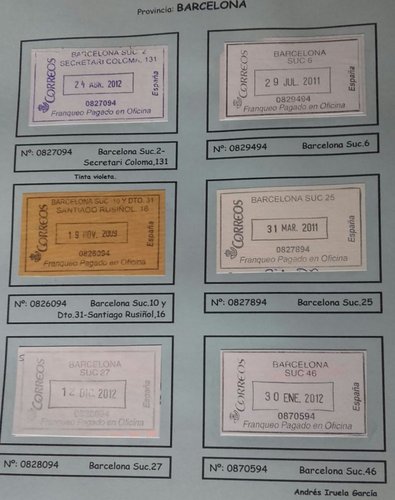 Provincia: BARCELONA
BARCELONA SUC 2
SECRETARI COLOMA, 131
CORREOS
24 ABR. 2012
España
0827094
Franqueo Pagado en Oficina
Nº: 0827094 Barcelona Suc.2-
Secretari Coloma,131
Tinta violeta.
BARCELONA
SUC 6
CORREOS
29 JUL. 2011
España
0829494
Franqueo Pagado en Oficina
Nº: 0829494 Barcelona Suc.6
BARCELONA SUC 10 Y DTO. 31
SANTIAGO RUSIÑOL, 16
CORREOS
19 NOV. 2009
España
0826094
Franqueo Pagado en Oficina
Nº: 0826094 Barcelona Suc.10 y
Dto.31-Santiago Rusiñol,16
BARCELONA SUC 25
CORREOS
31 MAR. 2011
España
0827894
Franqueo Pagado en Oficina
Nº: 0827894 Barcelona Suc.25
BARCELONA
SUC 27
CORREOS
12 DIC. 2012
España
0828094
Franqueo Pagado en Oficina
Nº: 0828094 Barcelona Suc.27
BARCELONA
SUC 46
CORREOS
30 ENE. 2012
España
0870594
Franqueo Pagado en Oficina
Nº: 0870594 Barcelona Suc.46
Andrés Iruela García